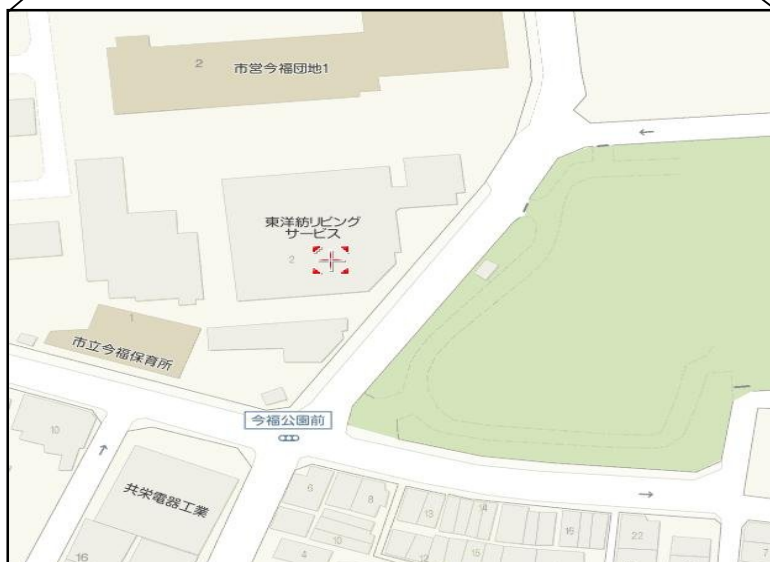 2
市営今福団地1
東洋紡リビング
サービス
2
1
市立今福保育所
今福公園前
10
共栄電器工業
16
6
8
10
4
13
14
16
12
15
22
7